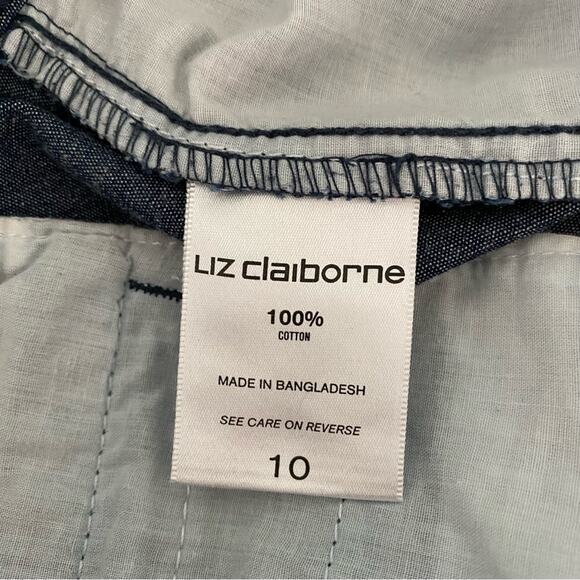 Liz claiborne
100%
COTTON
MADE IN BANGLADESH
SEE CARE ON REVERSE
10